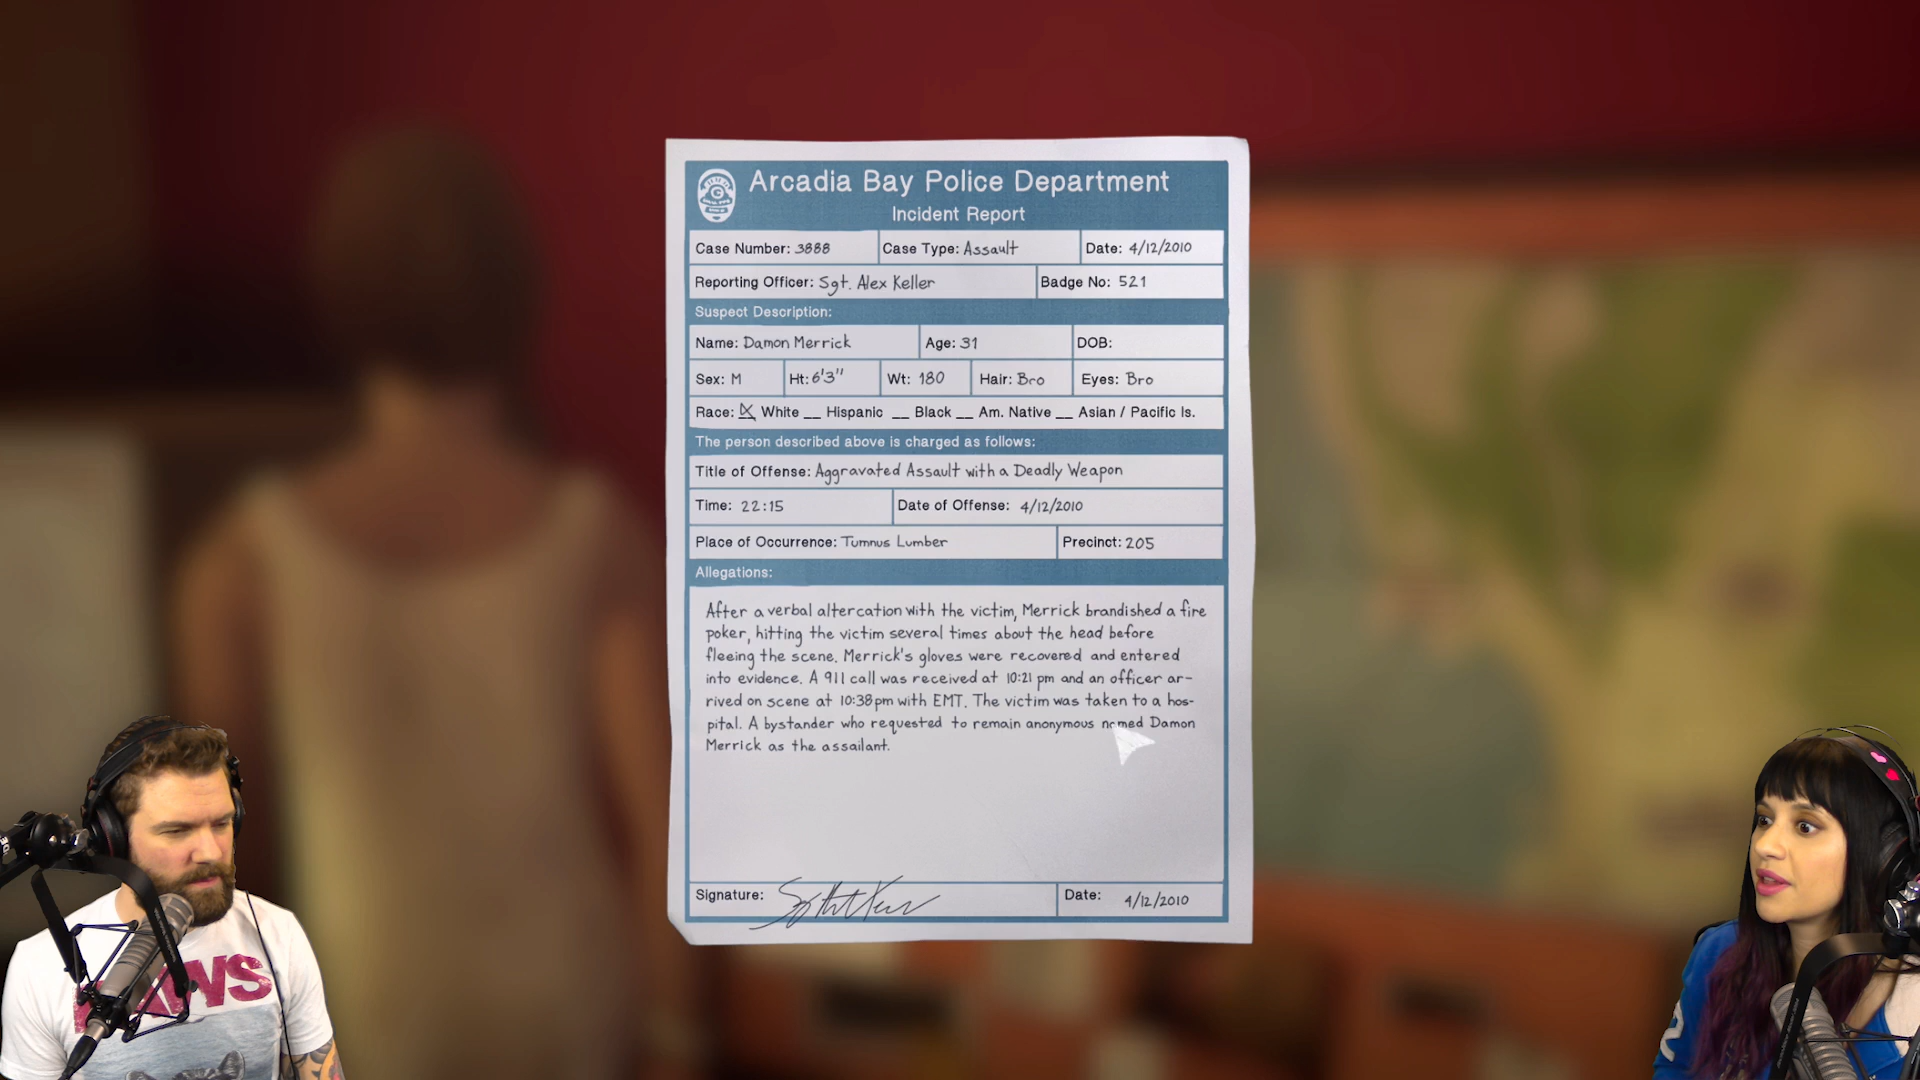 Arcadia Bay Police Department
Incident Report
Case Number: 3888 Case Type: Assault Date: 4/12/2010
Reporting Officer: Sgt. Alex Keller Badge No: 521
Suspect Description:
Name: Damon Merrick Age: 31 DOB:
Sex: M Ht: 6'3" Wt: 180 Hair: Bro Eyes: Bro
Race: X White __ Hispanic __ Black __ Am. Native __ Asian / Pacific Is.
The person described above is charged as follows:
Title of Offense: Aggravated Assault with a Deadly Weapon
Time: 22:15 Date of Offense: 4/12/2010
Place of Occurrence: Tumnus Lumber Precinct: 205
Allegations:
After a verbal altercation with the victim, Merrick brandished a fire
poker, hitting the victim several times about the head before
fleeing the scene. Merrick's gloves were recovered and entered
into evidence. A 911 call was received at 10:21 pm and an officer ar-
rived on scene at 10:38pm with EMT. The victim was taken to a hos-
pital. A bystander who requested to remain anonymous named Damon
Merrick as the assailant.
Signature: Date: 4/12/2010